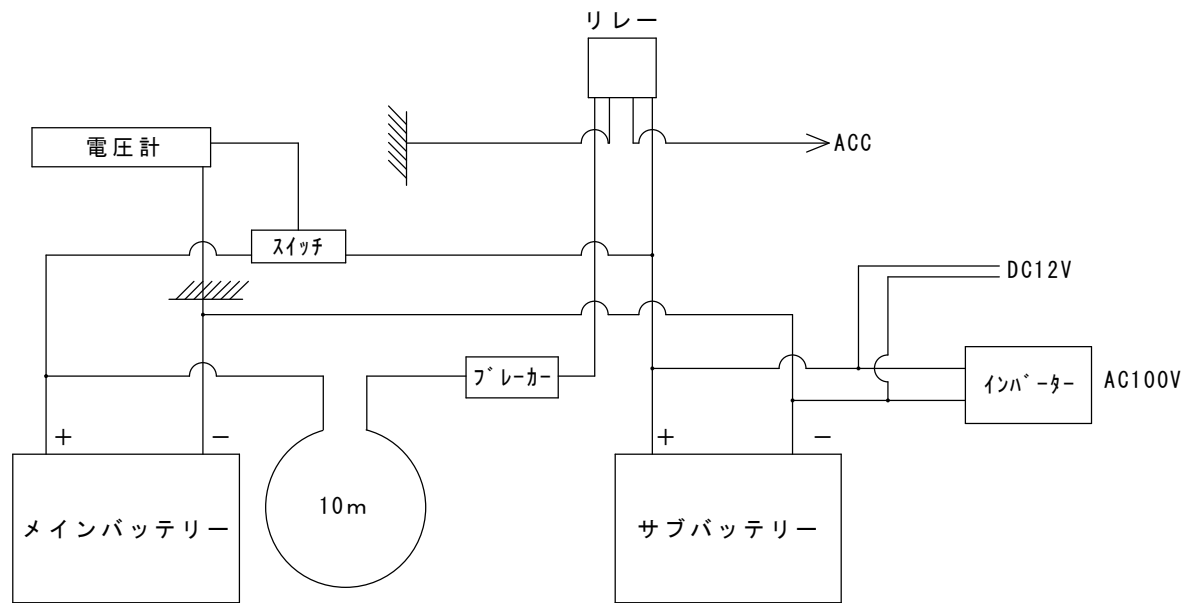 リレー
電圧計
ACC
スイッチ
DC12V
ブレーカー
インバーター
AC100V
+
-
+
-
メインバッテリー
10m
サブバッテリー